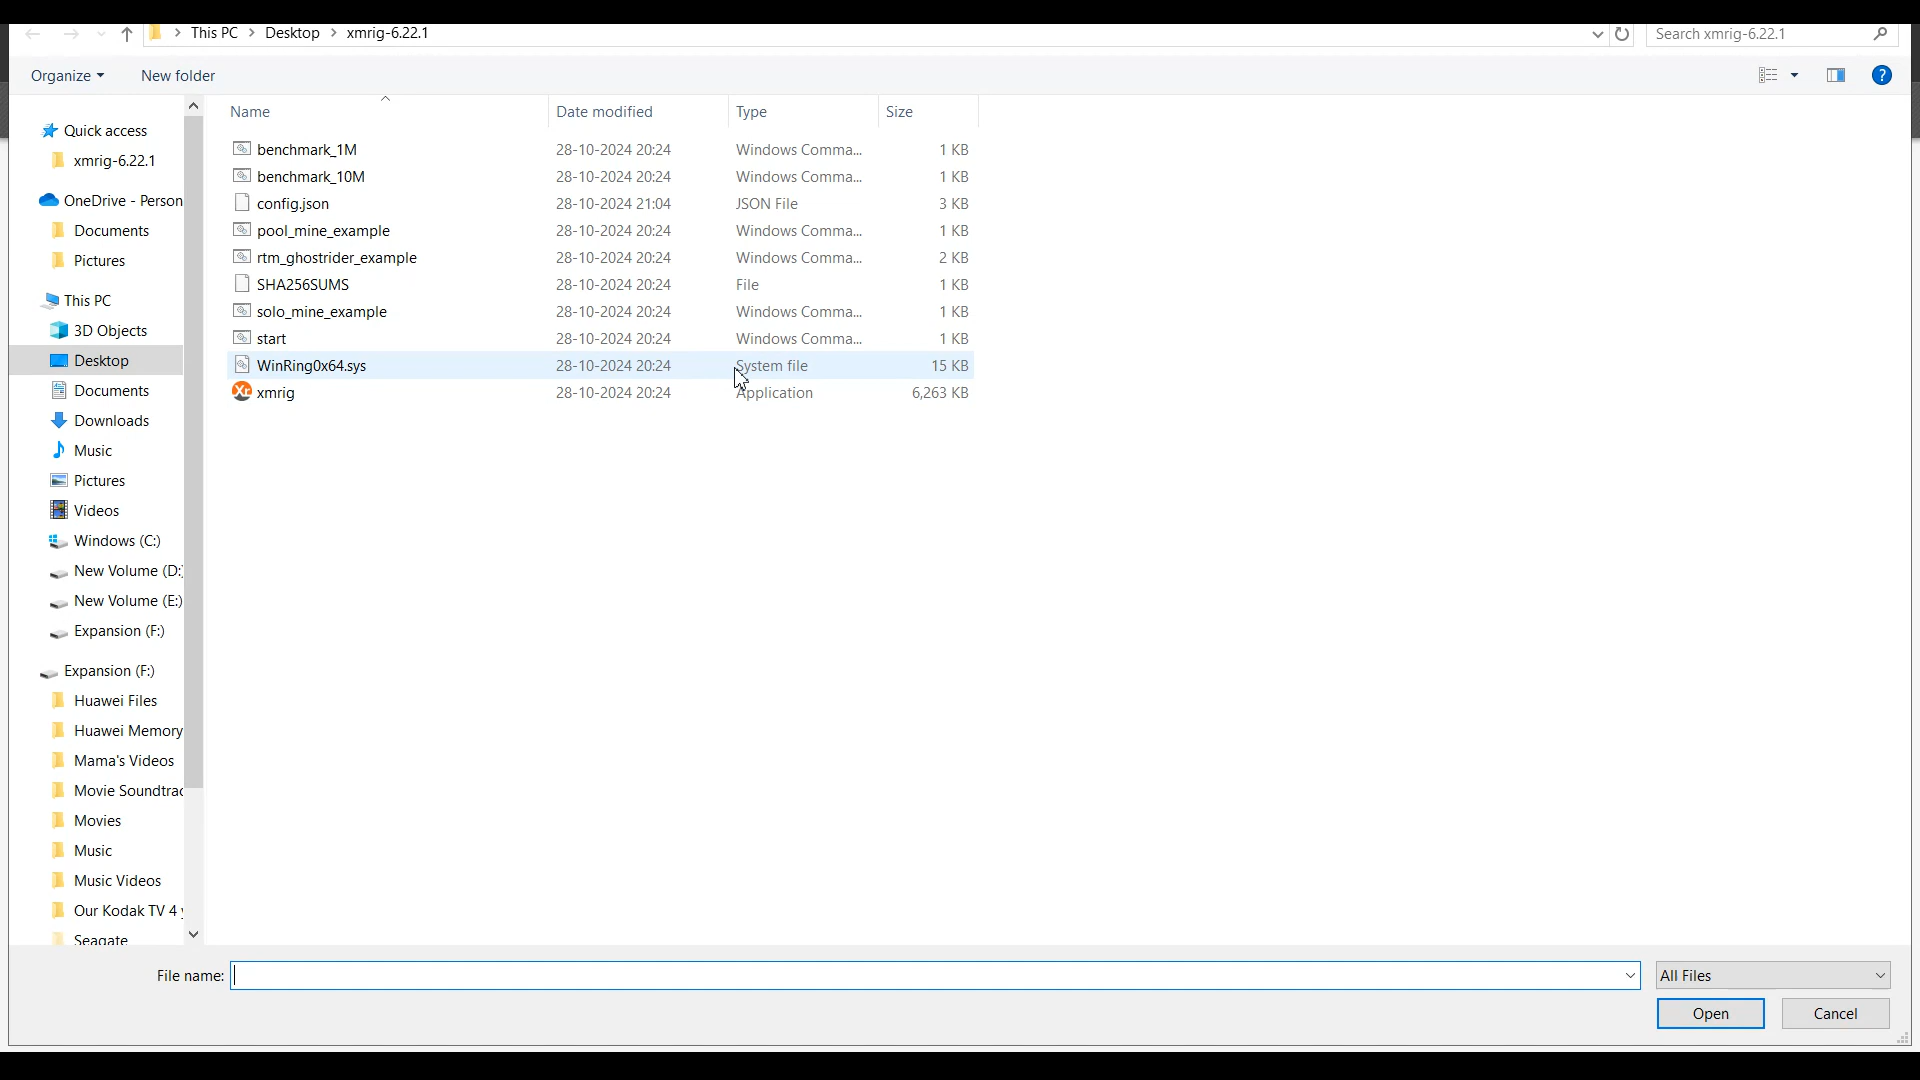 This PC > Desktop > xmrig-6.22.1
Search xmrig-6.22.1
Organize
New folder
Name
Date modified
Type
Size
Quick access
xmrig-6.22.1
OneDrive - Person
Documents
Pictures
This PC
3D Objects
Desktop
Documents
Downloads
Music
Pictures
Videos
Windows (C:)
New Volume (D:)
New Volume (E:)
Expansion (F:)
Expansion (F:)
Huawei Files
Huawei Memory
Mama's Videos
Movie Soundtrac
Movies
Music
Music Videos
Our Kodak TV 4 y
Seagate
benchmark_1M 28-10-2024 20:24 Windows Comma... 1 KB
benchmark_10M 28-10-2024 20:24 Windows Comma... 1 KB
config.json 28-10-2024 21:04 JSON File 3 KB
pool_mine_example 28-10-2024 20:24 Windows Comma... 1 KB
rtm_ghostrider_example 28-10-2024 20:24 Windows Comma... 2 KB
SHA256SUMS 28-10-2024 20:24 File 1 KB
solo_mine_example 28-10-2024 20:24 Windows Comma... 1 KB
start 28-10-2024 20:24 Windows Comma... 1 KB
WinRing0x64.sys 28-10-2024 20:24 System file 15 KB
xmrig 28-10-2024 20:24 Application 6,263 KB
File name:
All Files
Open
Cancel